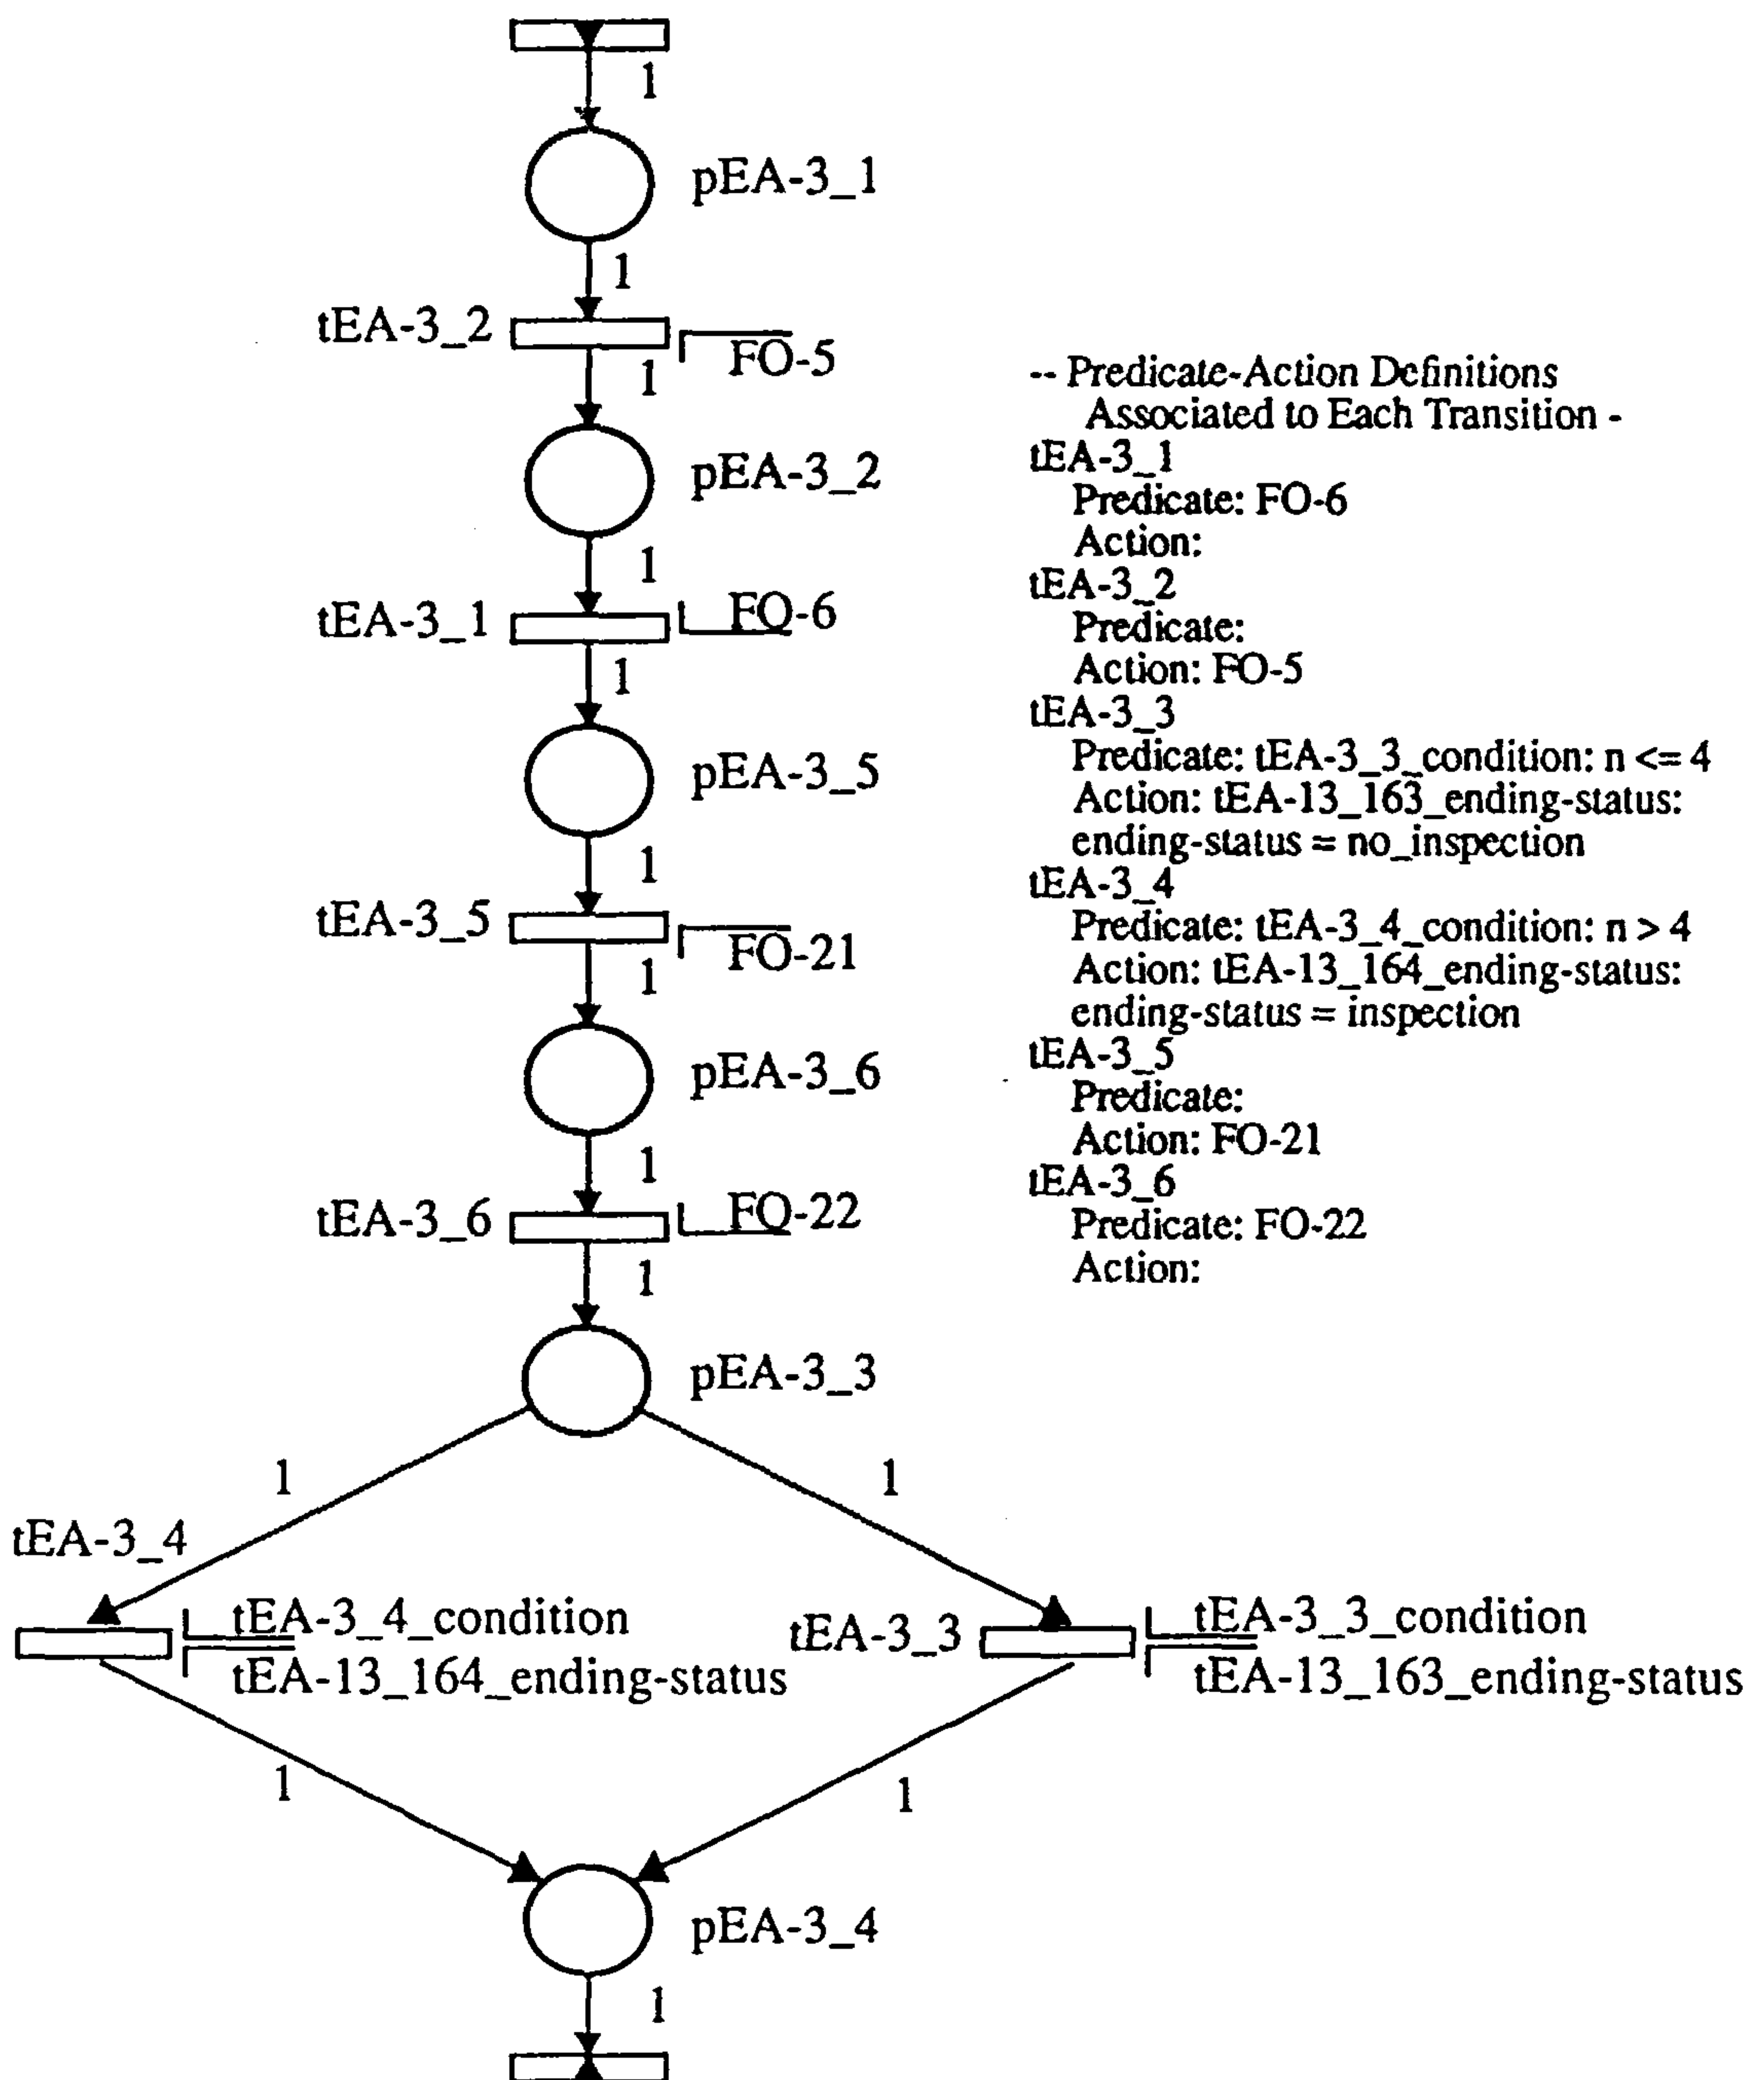 1
pEA-3_1
1
tEA-3_2
FO-5
1
pEA-3_2
1
tEA-3_1
FO-6
1
pEA-3_5
1
tEA-3_5
FO-21
1
pEA-3_6
1
tEA-3_6
FO-22
1
pEA-3_3
1
1
tEA-3_4
tEA-3_4_condition
tEA-13_164_ending-status
tEA-3_3
tEA-3_3_condition
tEA-13_163_ending-status
1
1
pEA-3_4
1
-- Predicate-Action Definitions
Associated to Each Transition -
tEA-3_1
Predicate: FO-6
Action:
tEA-3_2
Predicate:
Action: FO-5
tEA-3_3
Predicate: tEA-3_3_condition: n <= 4
Action: tEA-13_163_ending-status:
ending-status = no_inspection
tEA-3_4
Predicate: tEA-3_4_condition: n > 4
Action: tEA-13_164_ending-status:
ending-status = inspection
tEA-3_5
Predicate:
Action: FO-21
tEA-3_6
Predicate: FO-22
Action: